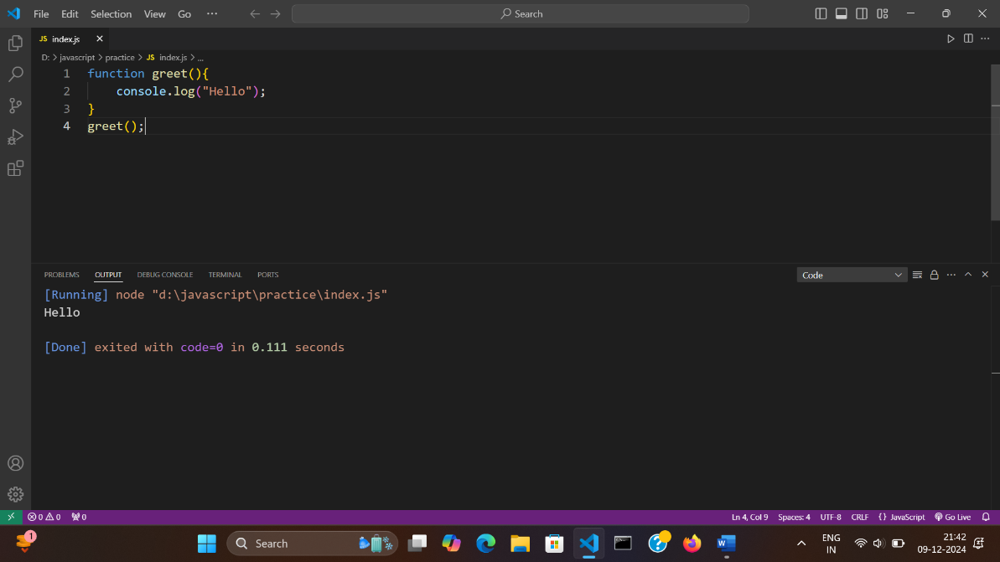 File Edit Selection View Go ··· Search
JS index.js
D: > javascript > practice > JS index.js > ...
1 function greet(){
2     console.log("Hello");
3 }
4 greet();
PROBLEMS OUTPUT DEBUG CONSOLE TERMINAL PORTS Code
[Running] node "d:\javascript\practice\index.js"
Hello
[Done] exited with code=0 in 0.111 seconds
0 0 0 Ln 4, Col 9 Spaces: 4 UTF-8 CRLF {} JavaScript Go Live
1 Search ENG 21:42
IN 09-12-2024